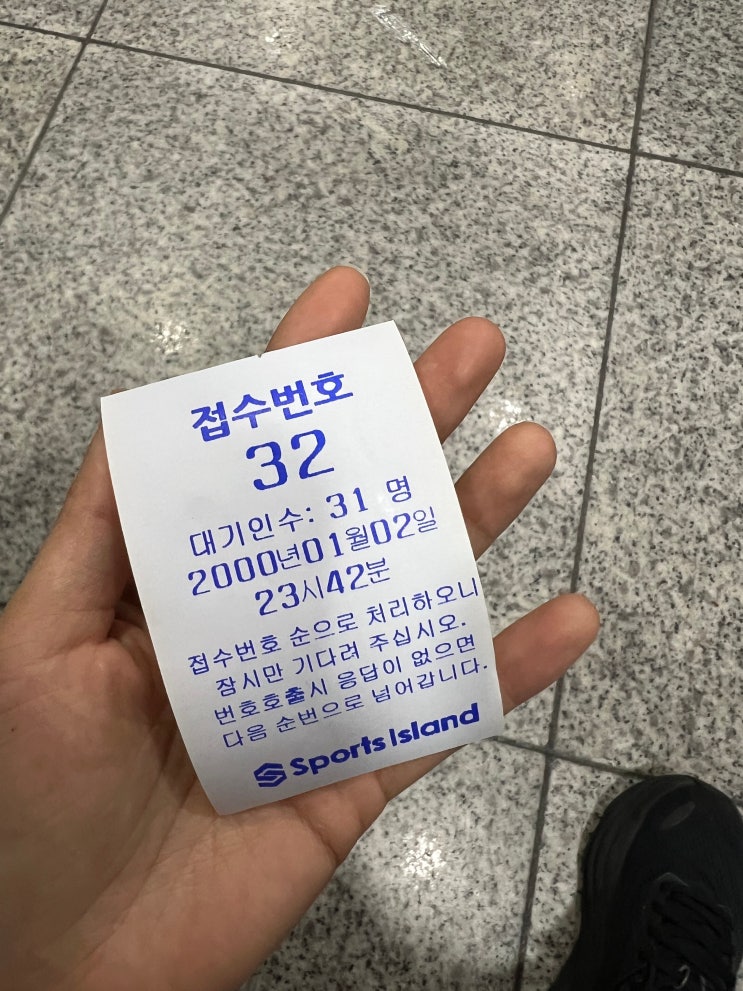 접수번호
32
대기인수: 31 명
2000년01월02일
23시42분
접수번호 순으로 처리하오니
잠시만 기다려 주십시오.
번호호출시 응답이 없으면
다음 순번으로 넘어갑니다.
Sports Island